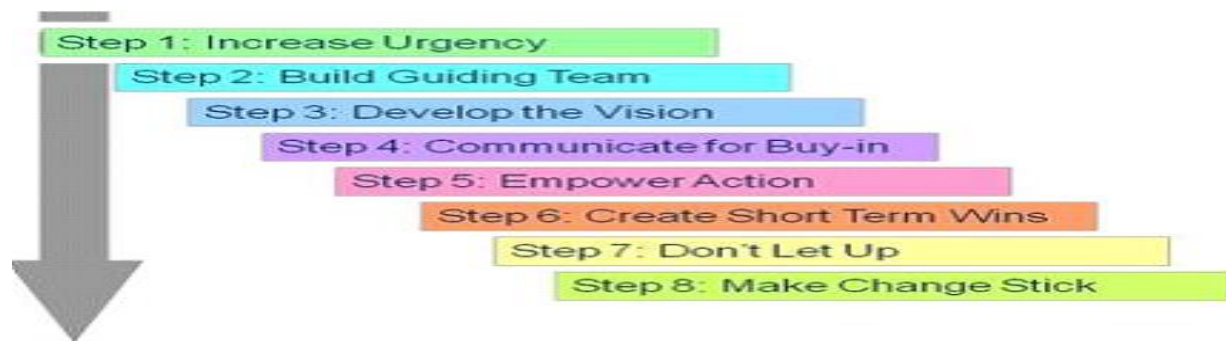 Step 1: Increase Urgency
Step 2: Build Guiding Team
Step 3: Develop the Vision
Step 4: Communicate for Buy-in
Step 5: Empower Action
Step 6: Create Short Term Wins
Step 7: Don't Let Up
Step 8: Make Change Stick